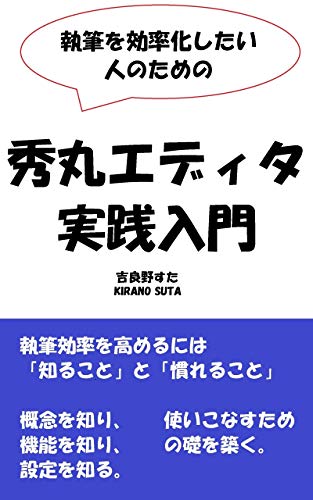 執筆を効率化したい
人のための
秀丸エディタ
実践入門
吉良野すた
KIRANO SUTA
執筆効率を高めるには
「知ること」と「慣れること」
概念を知り、
機能を知り、
設定を知る。
使いこなすため
の礎を築く。